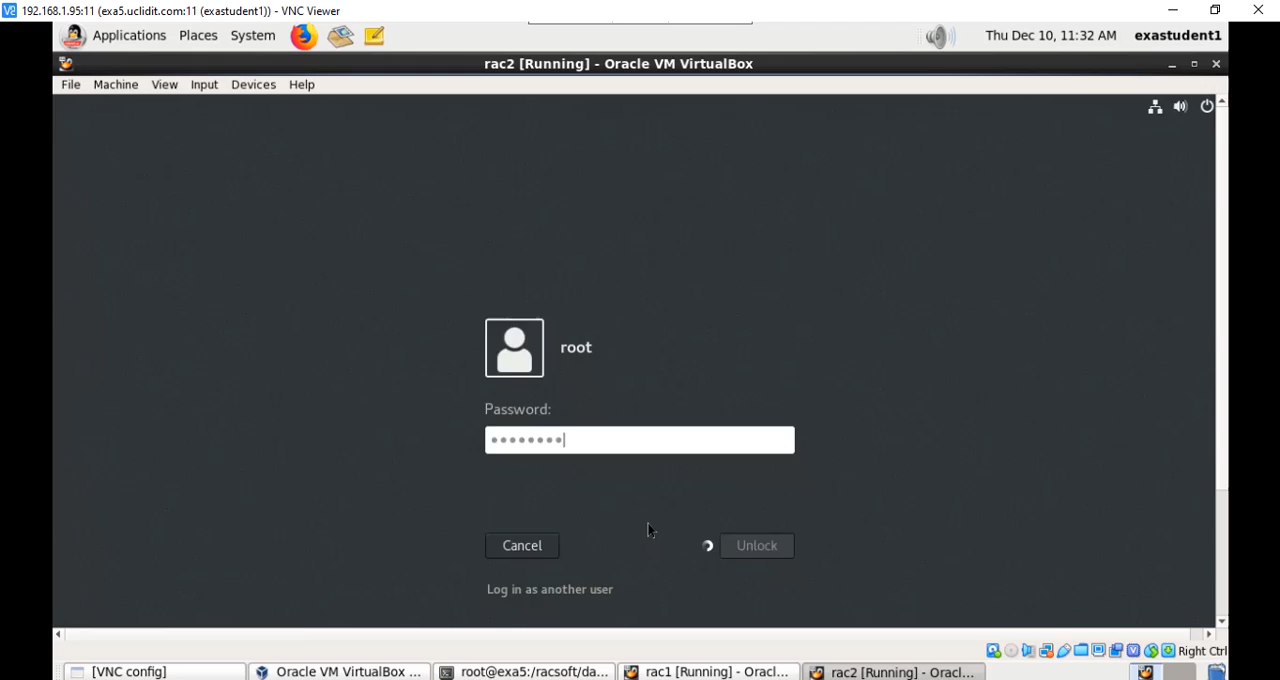 192.168.1.95:11 (exa5.uclidit.com:11 (exastudent1)) - VNC Viewer
Applications Places System Thu Dec 10, 11:32 AM exastudent1
rac2 [Running] - Oracle VM VirtualBox
File Machine View Input Devices Help
root
Password:
Cancel Unlock
Log in as another user
Right Ctrl
[VNC config] Oracle VM VirtualBox ... root@exa5:/racsoft/da... rac1 [Running] - Oracl... rac2 [Running] - Oracl...